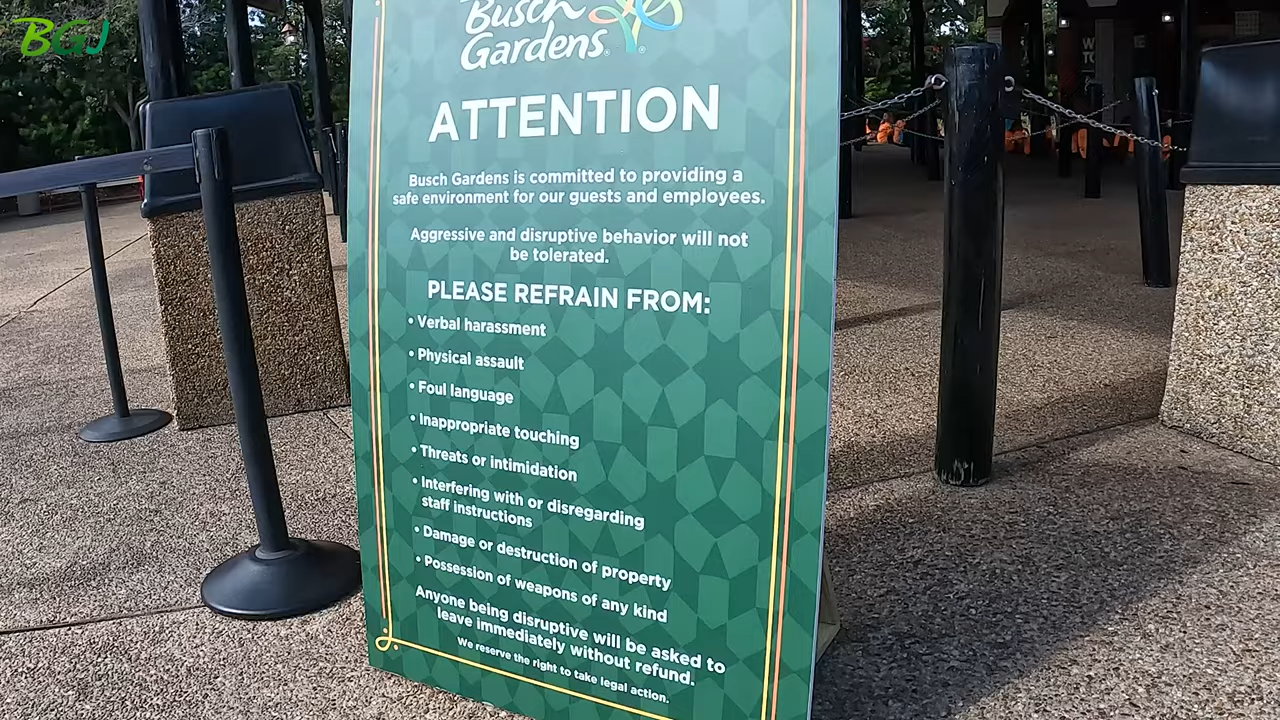 BGJ
Busch
Gardens
ATTENTION
Busch Gardens is committed to providing a
safe environment for our guests and employees.
Aggressive and disruptive behavior will not
be tolerated.
PLEASE REFRAIN FROM:
• Verbal harassment
• Physical assault
• Foul language
• Inappropriate touching
• Threats or intimidation
• Interfering with or disregarding
staff instructions
• Damage or destruction of property
• Possession of weapons of any kind
Anyone being disruptive will be asked to
leave immediately without refund.
We reserve the right to take legal action.